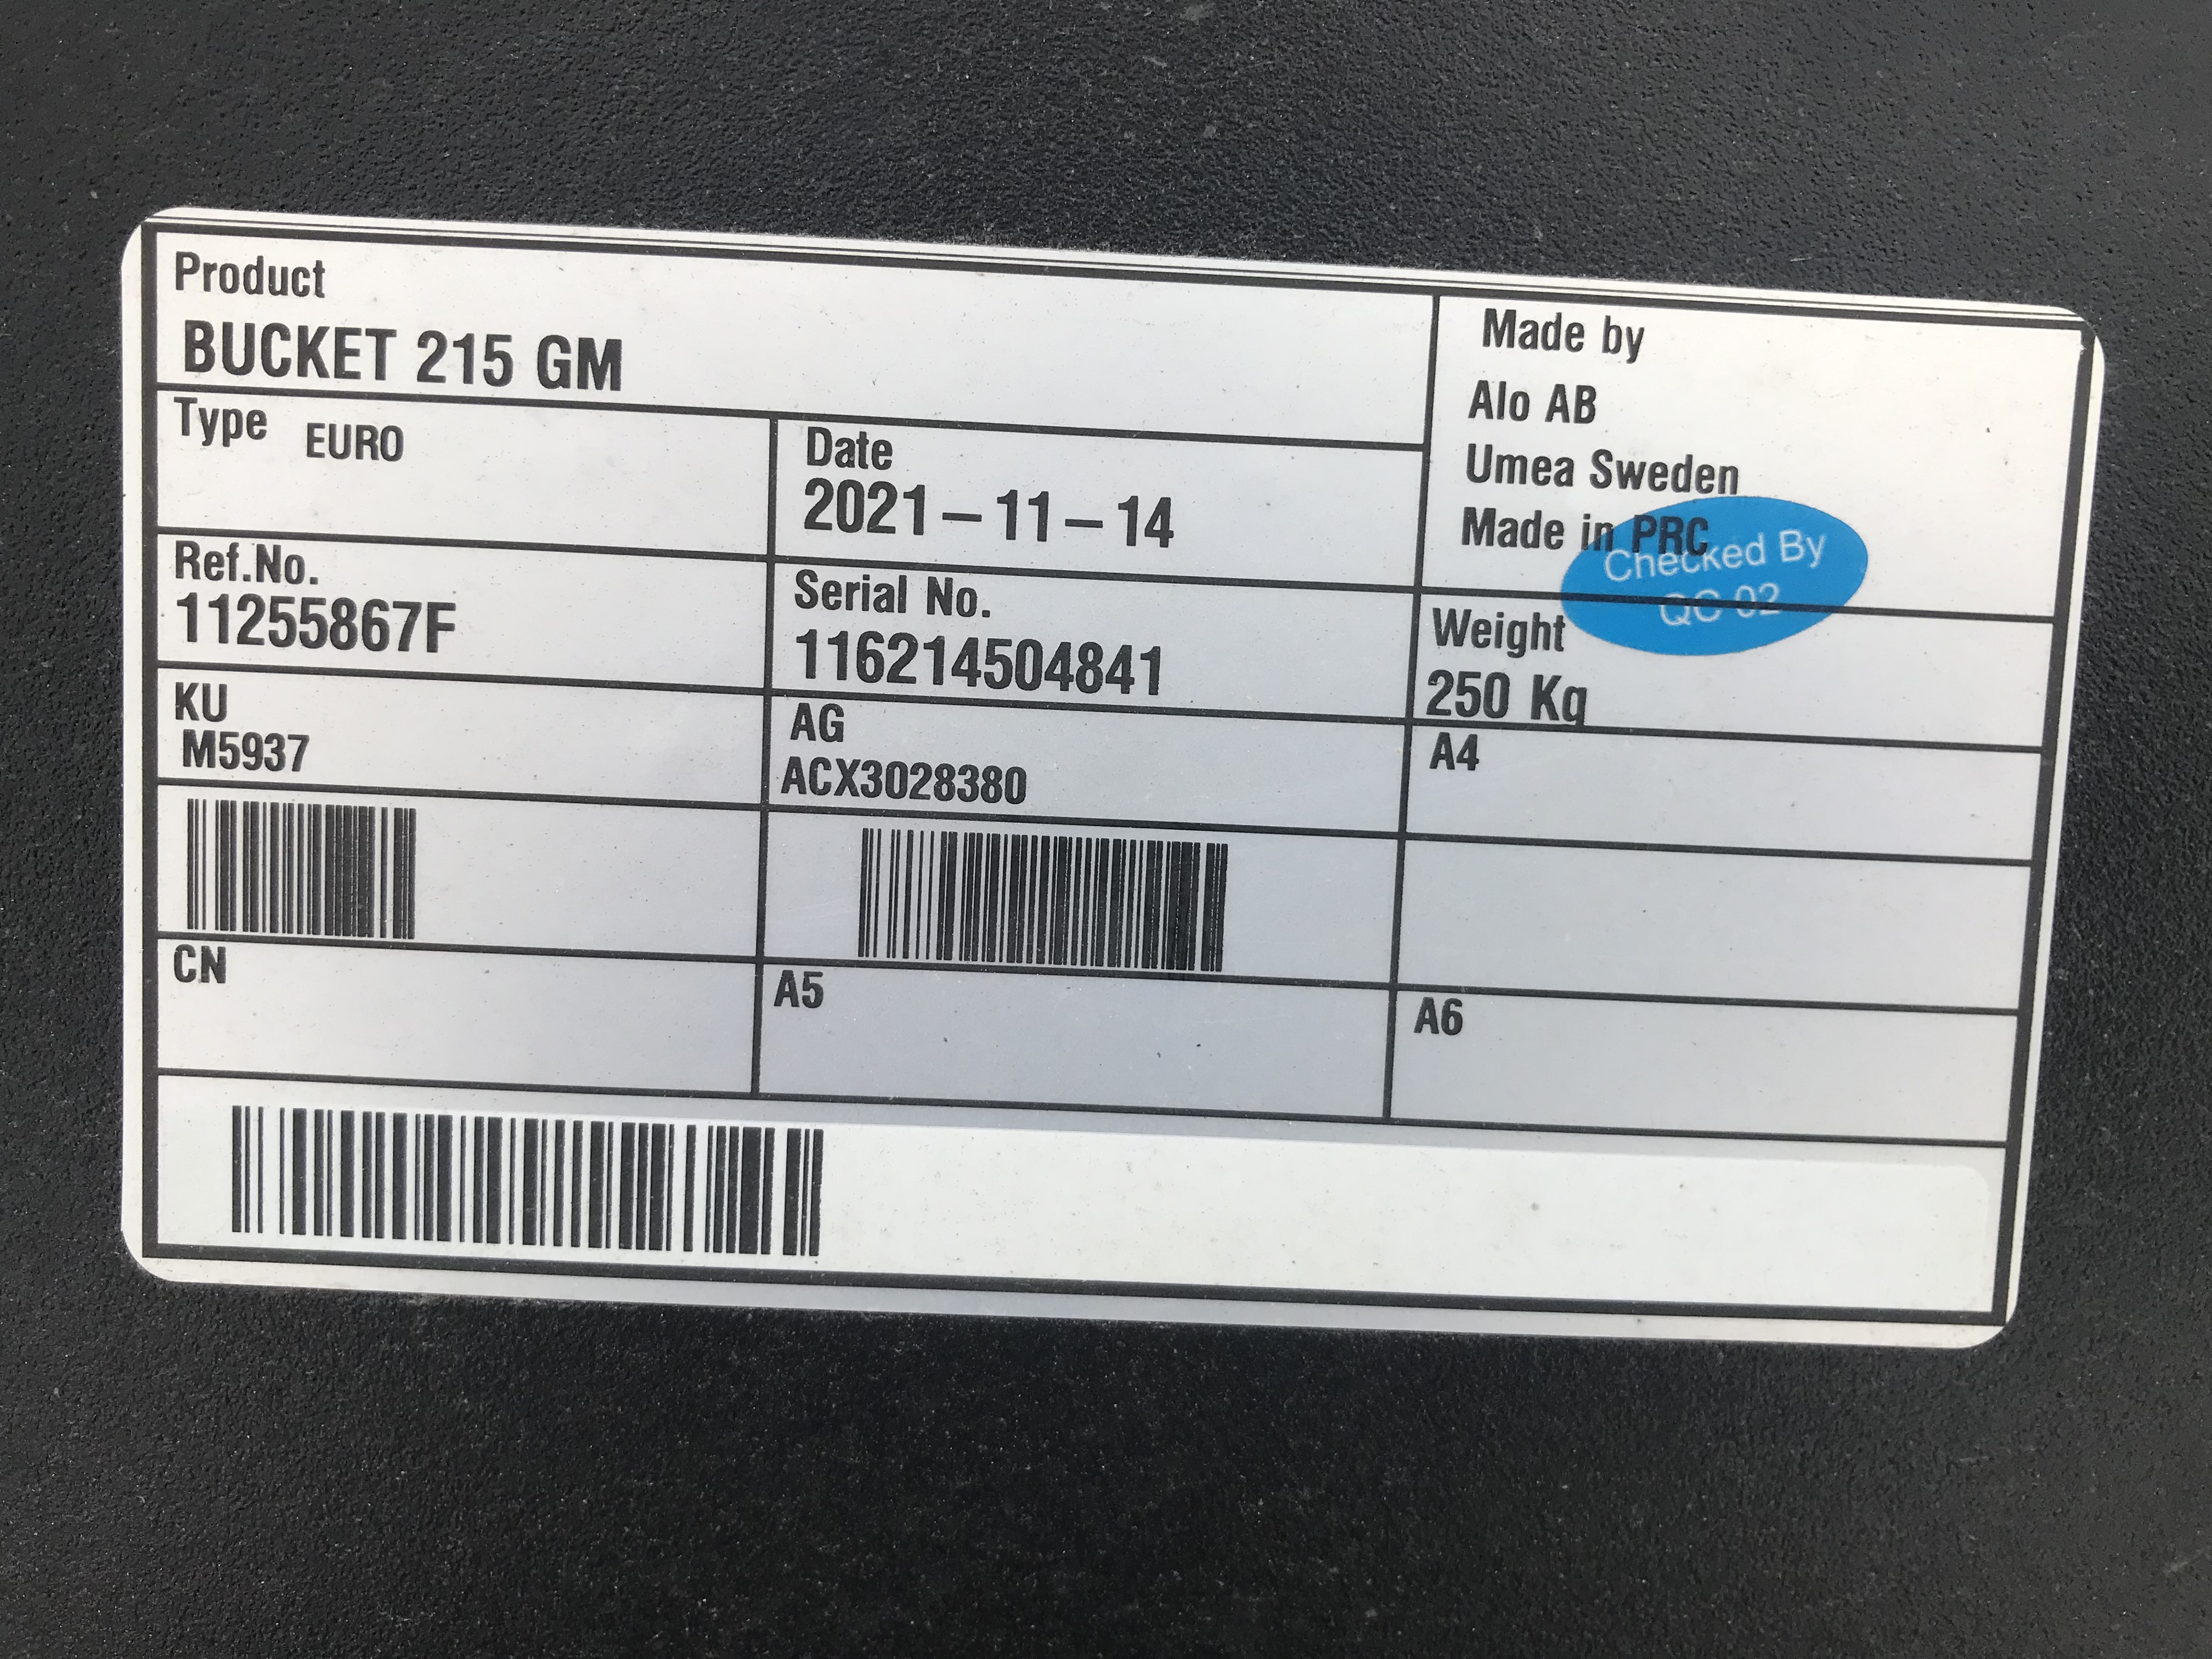 Product
BUCKET 215 GM
Made by
Alo AB
Umea Sweden
Made in PRC
Checked By
QC 02
Type EURO
Date
2021-11-14
Ref.No.
11255867F
Serial No.
116214504841
Weight
250 Kg
KU
M5937
AG
ACX3028380
A4
CN
A5
A6